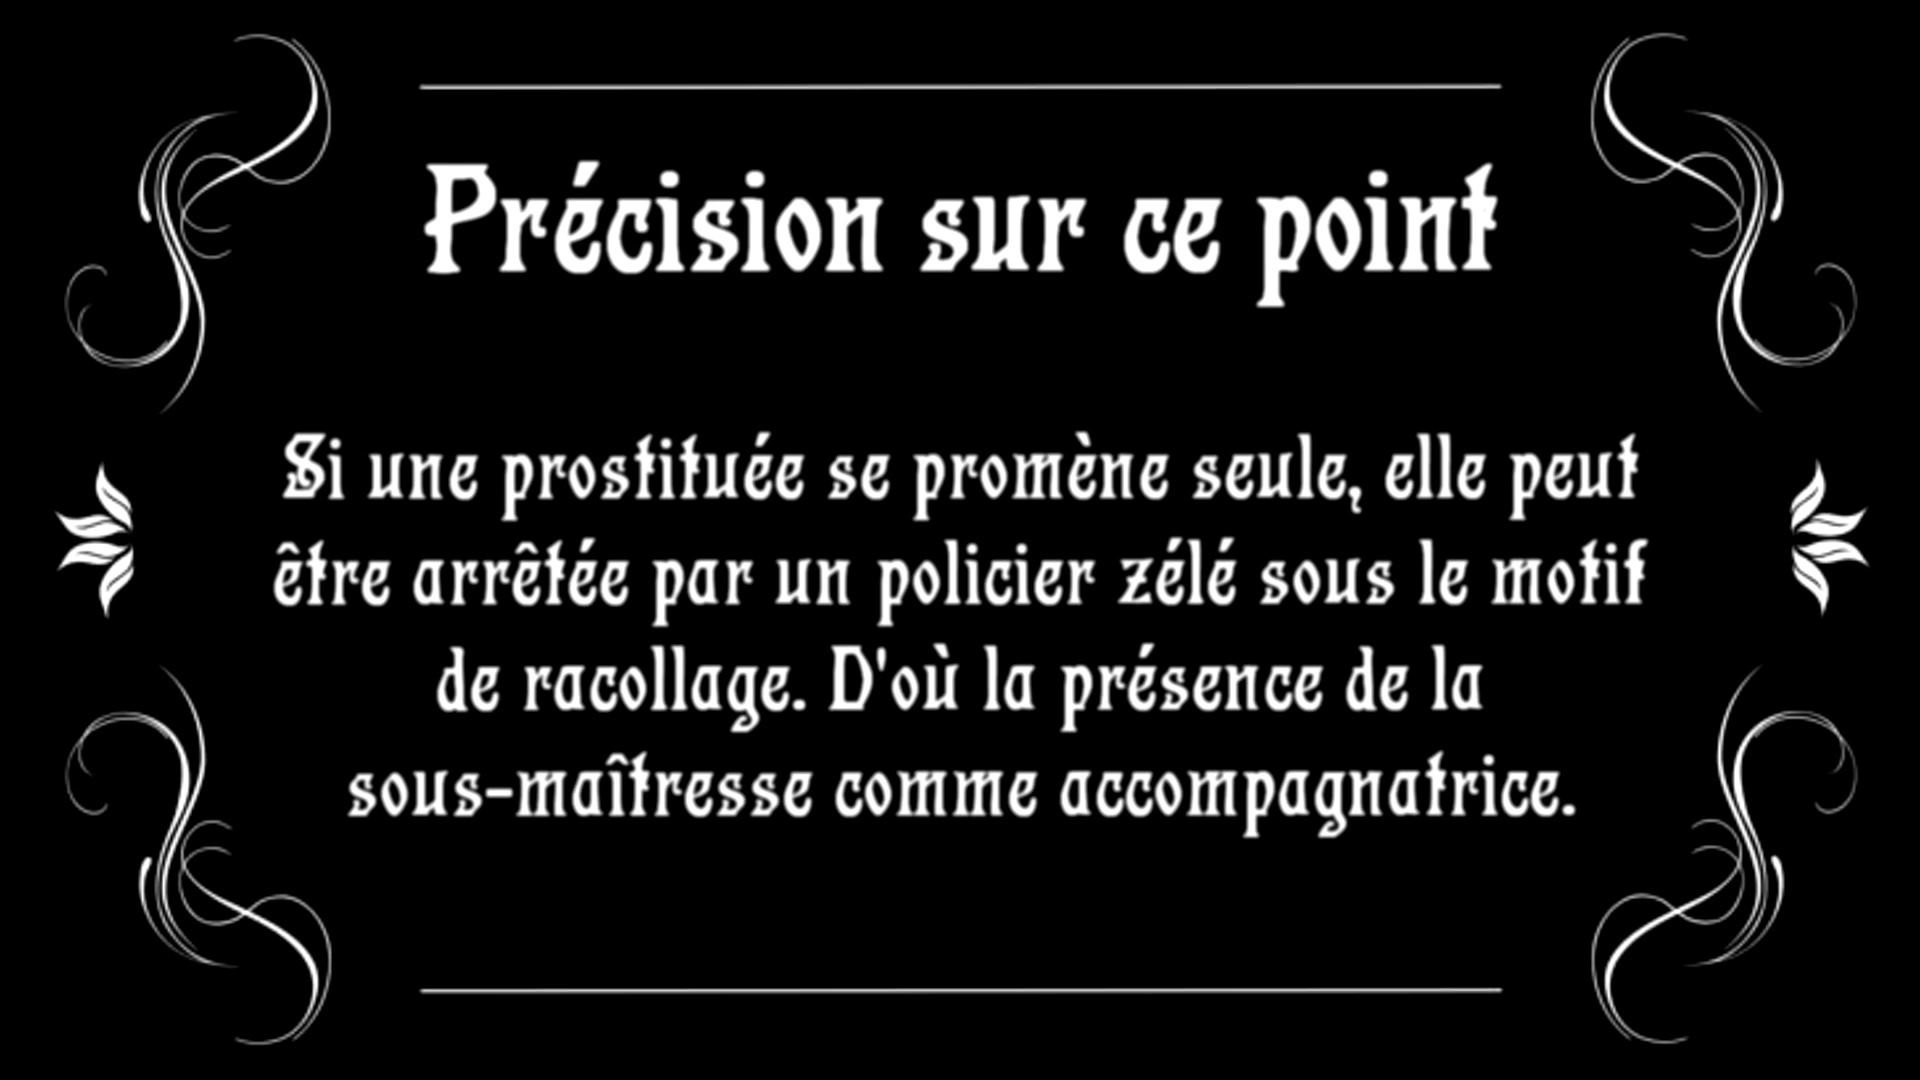 Précision sur ce point
Si une prostituée se promène seule, elle peut
être arrêtée par un policier zélé sous le motif
de racollage. D'où la présence de la
sous-maîtresse comme accompagnatrice.